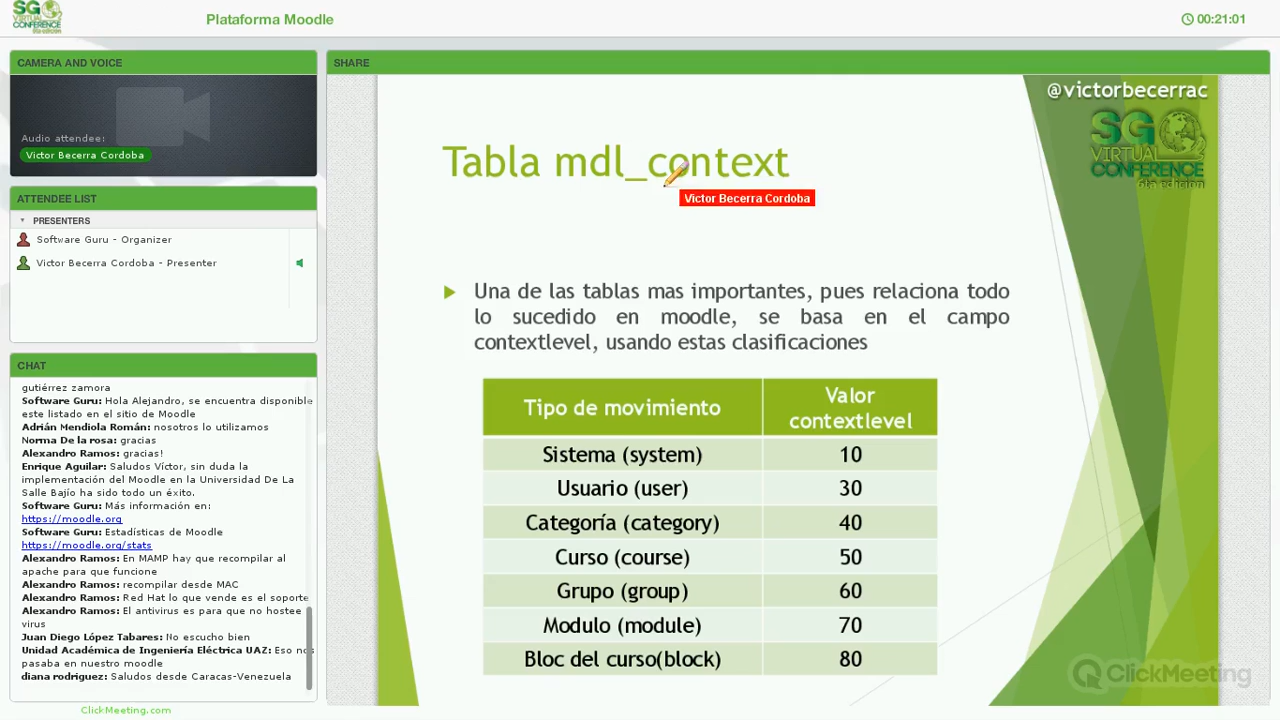 SG
VIRTUAL
CONFERENCE
6ta edición
Plataforma Moodle
00:21:01
CAMERA AND VOICE
Audio attendee:
Victor Becerra Cordoba
ATTENDEE LIST
PRESENTERS
Software Guru - Organizer
Victor Becerra Cordoba - Presenter
CHAT
gutiérrez zamora
Software Guru: Hola Alejandro, se encuentra disponible
este listado en el sitio de Moodle
Adrián Mendiola Román: nosotros lo utilizamos
Norma De la rosa: gracias
Alexandro Ramos: gracias!
Enrique Aguilar: Saludos Víctor, sin duda la
implementación del Moodle en la Universidad De La
Salle Bajío ha sido todo un éxito.
Software Guru: Más información en:
https://moodle.org
Software Guru: Estadísticas de Moodle
https://moodle.org/stats
Alexandro Ramos: En MAMP hay que recompilar al
apache para que funcione
Alexandro Ramos: recompilar desde MAC
Alexandro Ramos: Red Hat lo que vende es el soporte
Alexandro Ramos: El antivirus es para que no hostee
virus
Juan Diego López Tabares: No escucho bien
Unidad Académica de Ingeniería Eléctrica UAZ: Eso nos
pasaba en nuestro moodle
diana rodriguez: Saludos desde Caracas-Venezuela
ClickMeeting.com
SHARE
@victorbecerrac
SG
VIRTUAL
CONFERENCE
6ta edición
Tabla mdl_context
Victor Becerra Cordoba
Una de las tablas mas importantes, pues relaciona todo
lo sucedido en moodle, se basa en el campo
contextlevel, usando estas clasificaciones
Tipo de movimiento Valor contextlevel
Sistema (system) 10
Usuario (user) 30
Categoría (category) 40
Curso (course) 50
Grupo (group) 60
Modulo (module) 70
Bloc del curso(block) 80
ClickMeeting